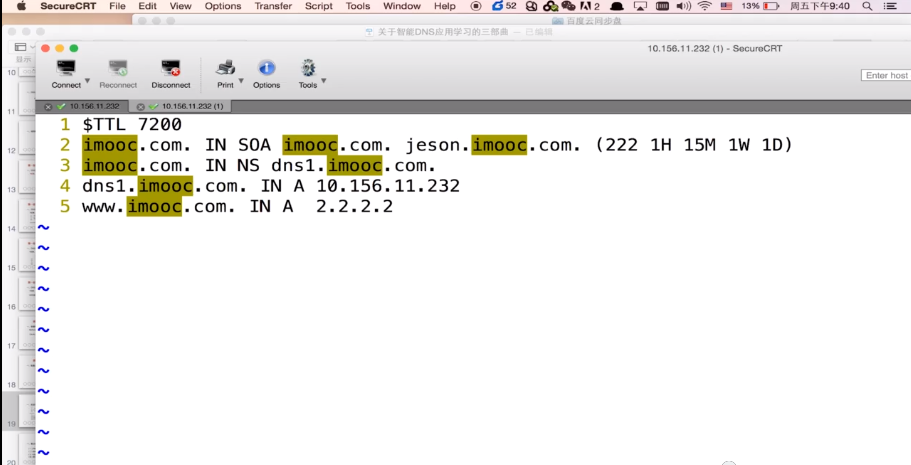 SecureCRT File Edit View Options Transfer Script Tools Window Help 52 2 13% 周五下午9:40
百度云同步盘
关于智能DNS应用学习的三部曲 — 已编辑
10.156.11.232 (1) - SecureCRT
显示
Connect Reconnect Disconnect Print Options Tools Enter host
10.156.11.232 10.156.11.232 (1)
1 $TTL 7200
2 imooc.com. IN SOA imooc.com. jeson.imooc.com. (222 1H 15M 1W 1D)
3 imooc.com. IN NS dns1.imooc.com.
4 dns1.imooc.com. IN A 10.156.11.232
5 www.imooc.com. IN A  2.2.2.2
~
~
~
~
~
~
~
~
~
~
~
~
10
11
12
13
14
15
16
17
18
19
20